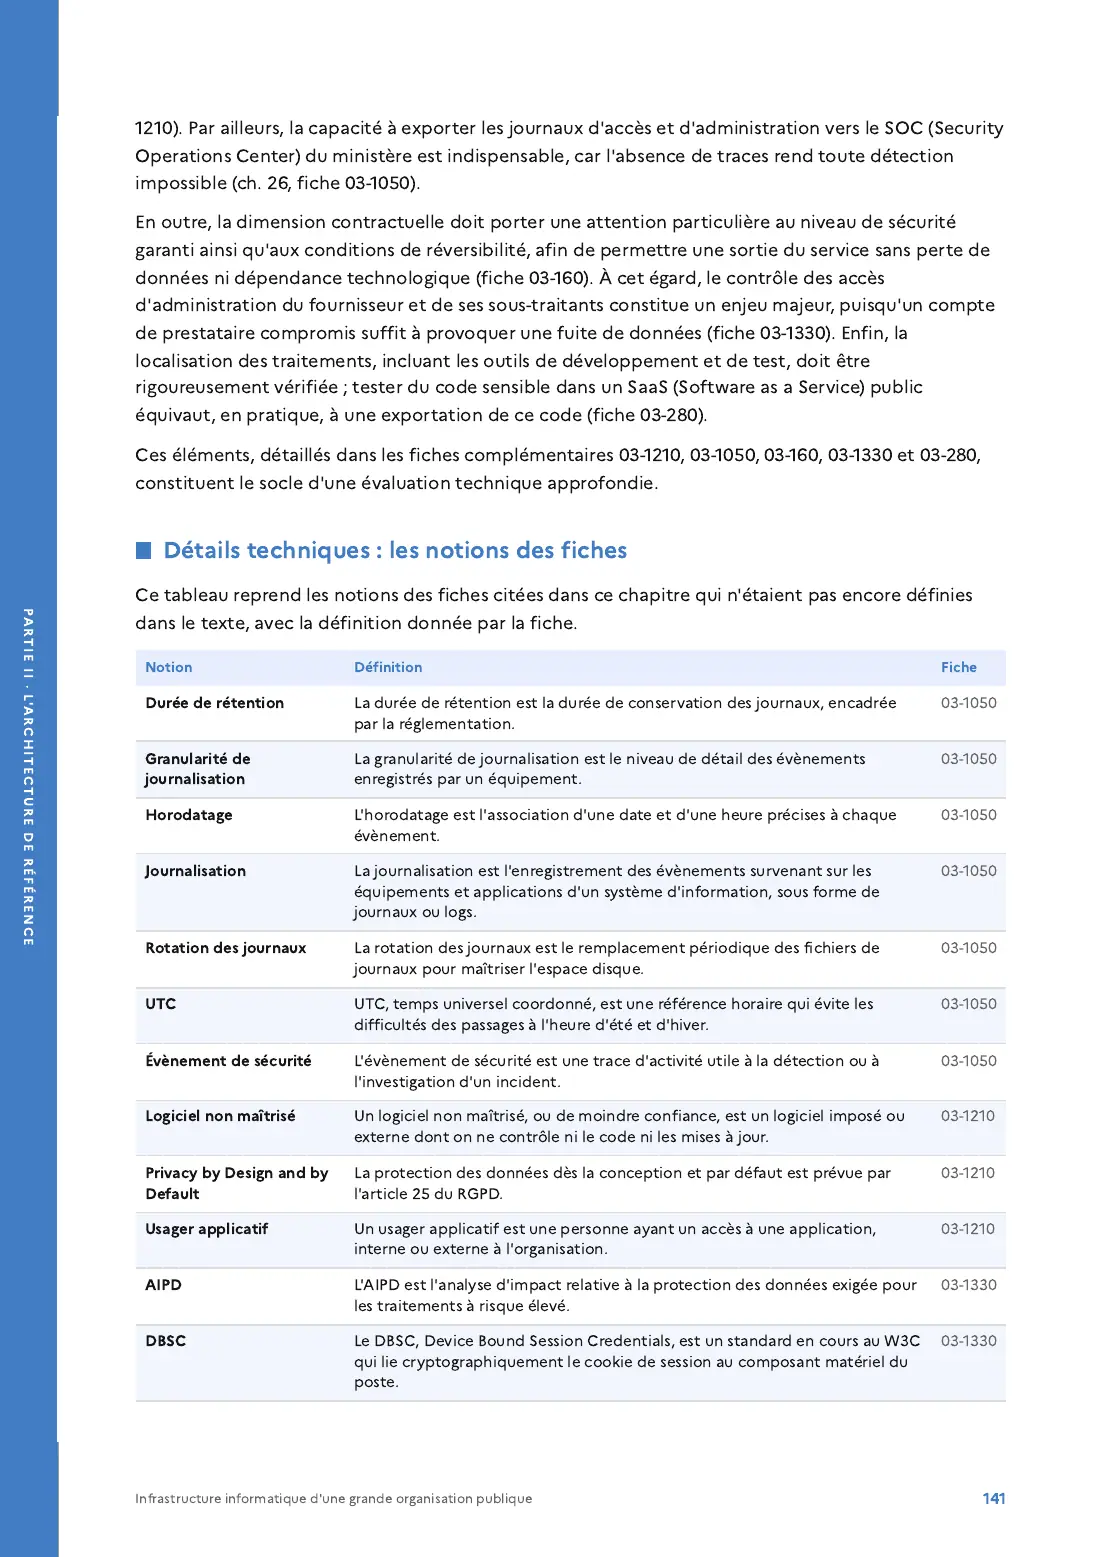 1210). Par ailleurs, la capacité à exporter les journaux d'accès et d'administration vers le SOC (Security
Operations Center) du ministère est indispensable, car l'absence de traces rend toute détection
impossible (ch. 26, fiche 03-1050).
En outre, la dimension contractuelle doit porter une attention particulière au niveau de sécurité
garanti ainsi qu'aux conditions de réversibilité, afin de permettre une sortie du service sans perte de
données ni dépendance technologique (fiche 03-160). À cet égard, le contrôle des accès
d'administration du fournisseur et de ses sous-traitants constitue un enjeu majeur, puisqu'un compte
de prestataire compromis suffit à provoquer une fuite de données (fiche 03-1330). Enfin, la
localisation des traitements, incluant les outils de développement et de test, doit être
rigoureusement vérifiée ; tester du code sensible dans un SaaS (Software as a Service) public
équivaut, en pratique, à une exportation de ce code (fiche 03-280).
Ces éléments, détaillés dans les fiches complémentaires 03-1210, 03-1050, 03-160, 03-1330 et 03-280,
constituent le socle d'une évaluation technique approfondie.
Détails techniques : les notions des fiches
Ce tableau reprend les notions des fiches citées dans ce chapitre qui n'étaient pas encore définies
dans le texte, avec la définition donnée par la fiche.
Notion Définition Fiche
Durée de rétention La durée de rétention est la durée de conservation des journaux, encadrée 03-1050
par la réglementation.
Granularité de La granularité de journalisation est le niveau de détail des évènements 03-1050
journalisation enregistrés par un équipement.
Horodatage L'horodatage est l'association d'une date et d'une heure précises à chaque 03-1050
évènement.
Journalisation La journalisation est l'enregistrement des évènements survenant sur les 03-1050
équipements et applications d'un système d'information, sous forme de
journaux ou logs.
Rotation des journaux La rotation des journaux est le remplacement périodique des fichiers de 03-1050
journaux pour maîtriser l'espace disque.
UTC UTC, temps universel coordonné, est une référence horaire qui évite les 03-1050
difficultés des passages à l'heure d'été et d'hiver.
Évènement de sécurité L'évènement de sécurité est une trace d'activité utile à la détection ou à 03-1050
l'investigation d'un incident.
Logiciel non maîtrisé Un logiciel non maîtrisé, ou de moindre confiance, est un logiciel imposé ou 03-1210
externe dont on ne contrôle ni le code ni les mises à jour.
Privacy by Design and by La protection des données dès la conception et par défaut est prévue par 03-1210
Default l'article 25 du RGPD.
Usager applicatif Un usager applicatif est une personne ayant un accès à une application, 03-1210
interne ou externe à l'organisation.
AIPD L'AIPD est l'analyse d'impact relative à la protection des données exigée pour 03-1330
les traitements à risque élevé.
DBSC Le DBSC, Device Bound Session Credentials, est un standard en cours au W3C 03-1330
qui lie cryptographiquement le cookie de session au composant matériel du
poste.
PARTIE II · L'ARCHITECTURE DE RÉFÉRENCE
Infrastructure informatique d'une grande organisation publique 141